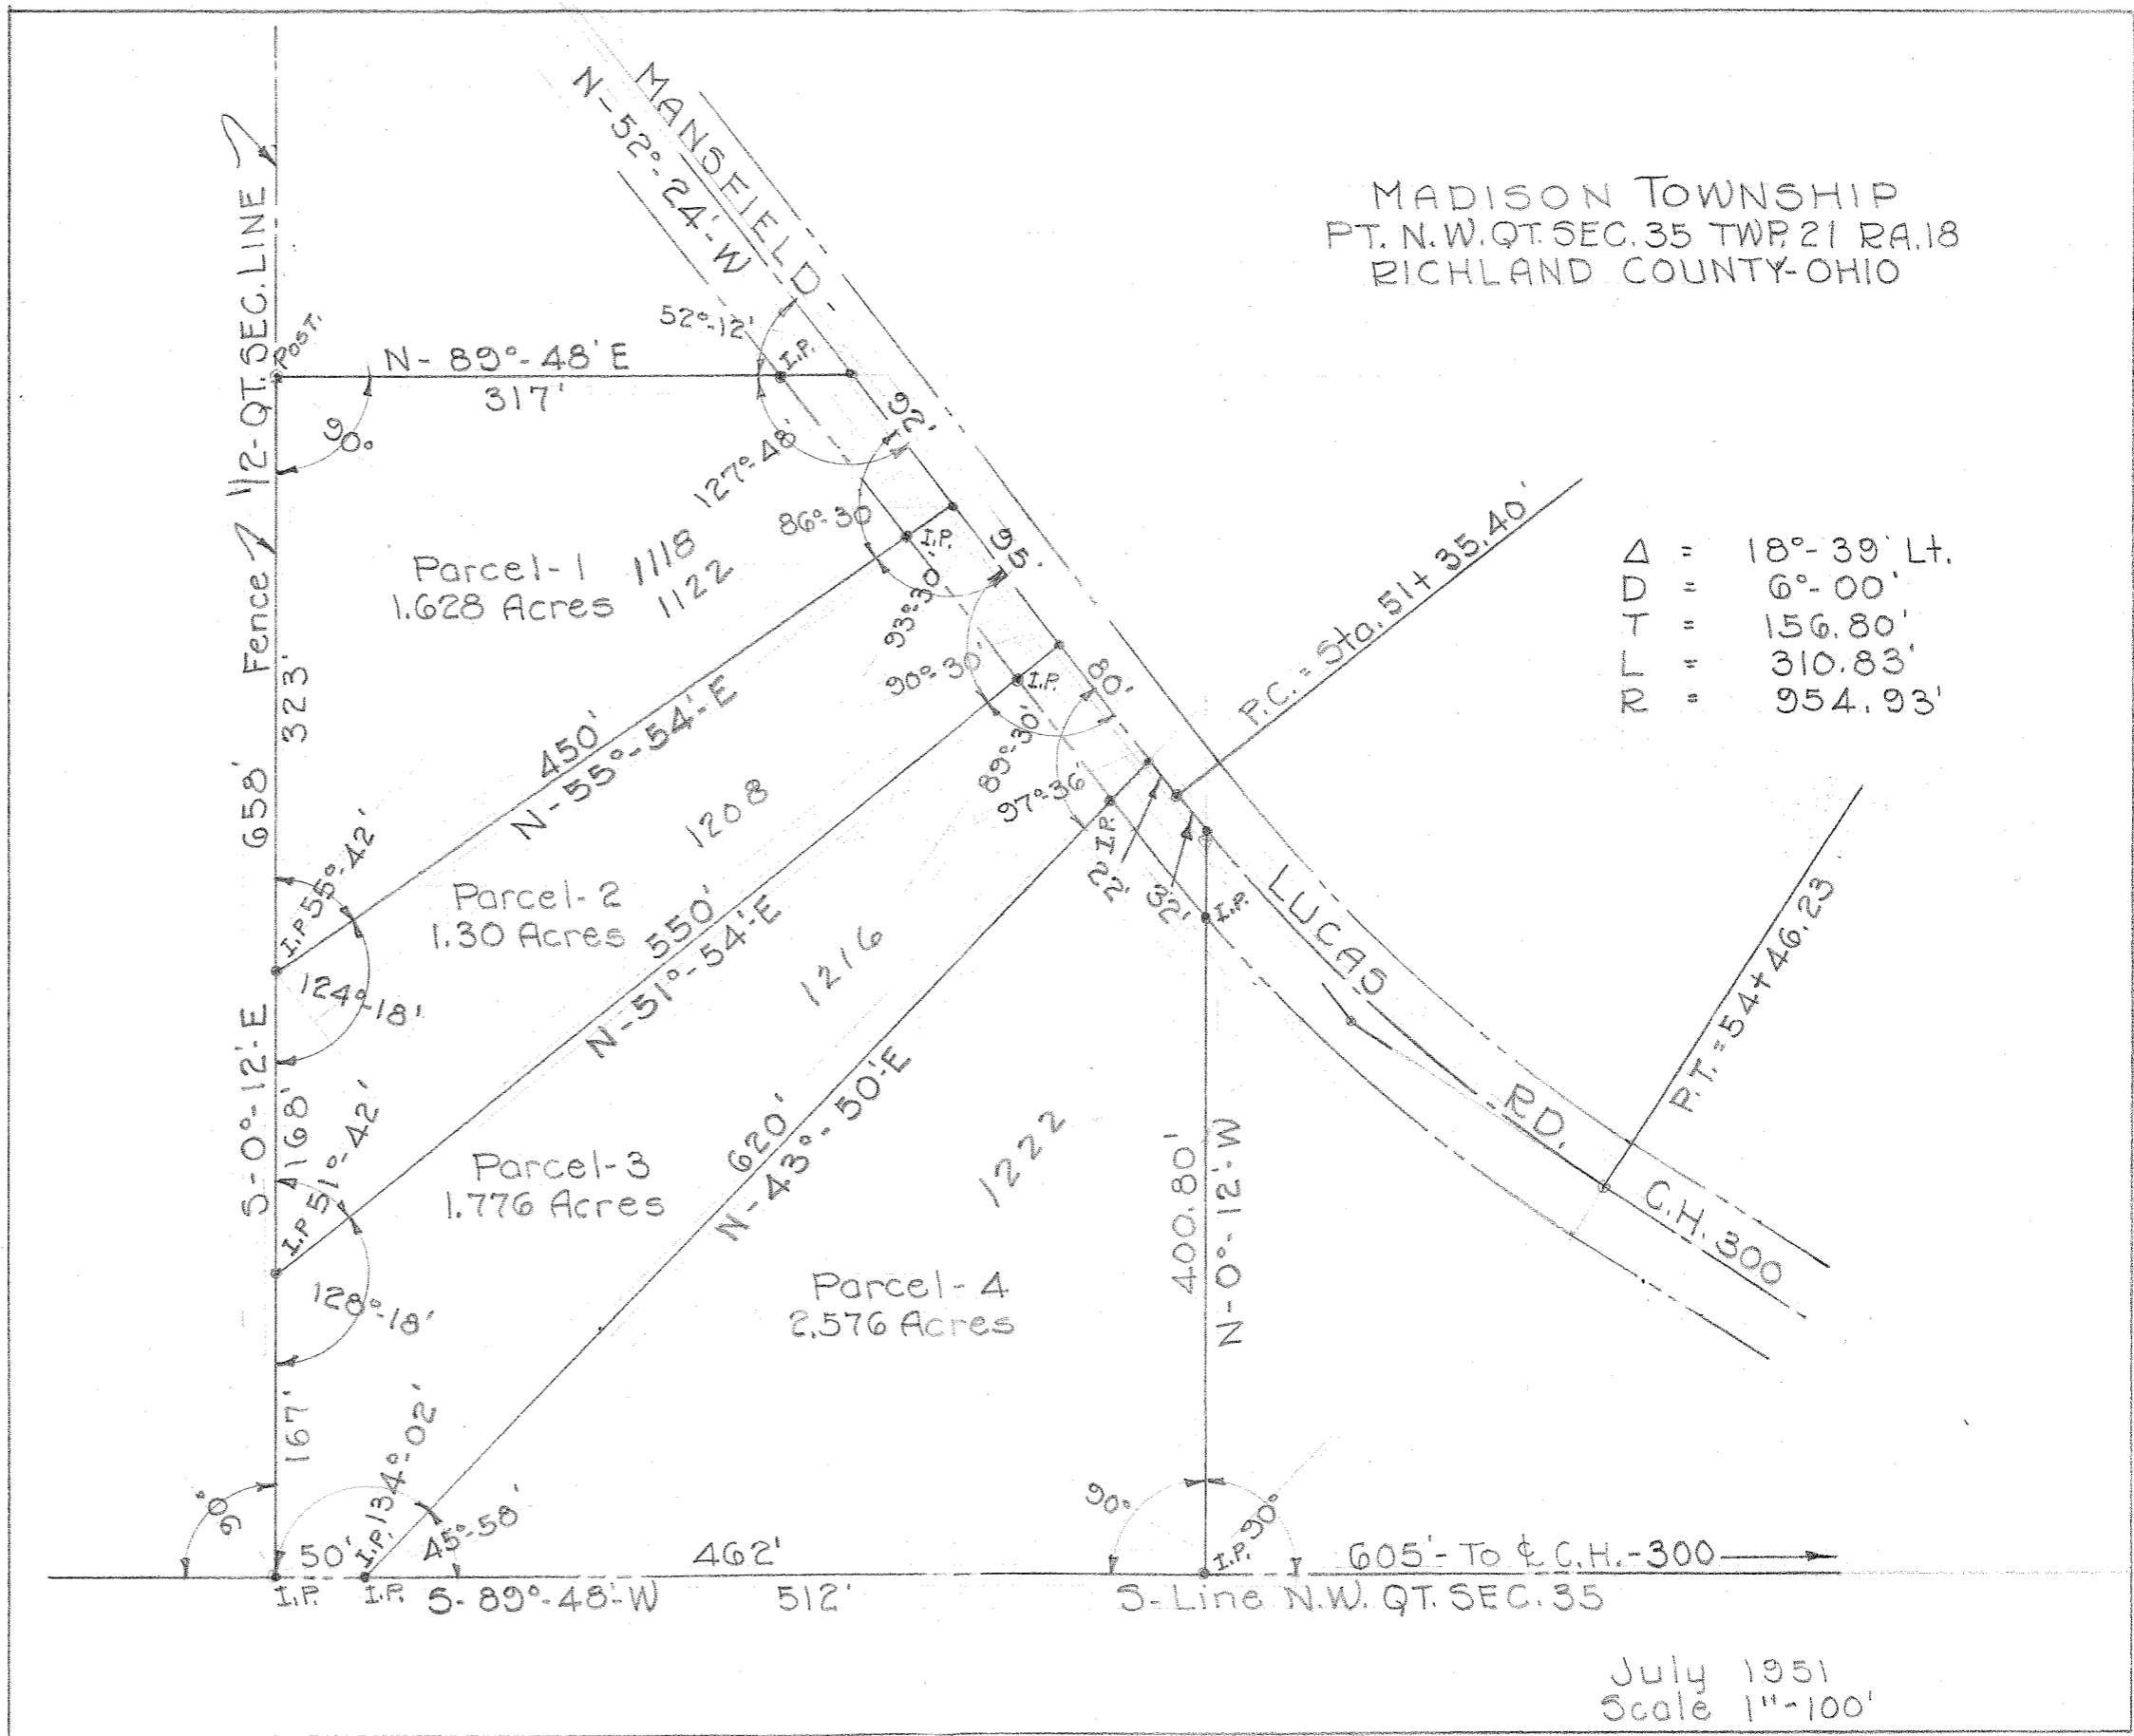 MADISON TOWNSHIP
PT. N.W. QT. SEC. 35 TWP. 21 RA. 18
RICHLAND COUNTY-OHIO
MANSFIELD -
N-52°-24'-W
1/2-QT. SEC. LINE
Fence
POST.
N-89°-48'E
317'
52°-12'
I.P.
90°
127°-48'
92'
86°-30
I.P.
95'
93°-30'
Parcel-1
1.628 Acres
1118
1122
323'
658'
450'
N-55°-54'-E
90°-30'
I.P.
80'
89°-30'
97°-36'
I.P.
22'
32'
I.P.
P.C. = Sta. 51+35.40'
Δ = 18°-39' Lt.
D = 6°-00'
T = 156.80'
L = 310.83'
R = 954.93'
I.P. 55°-42'
124°-18'
Parcel-2
1.30 Acres
1208
550'
N-51°-54'-E
1216
LUCAS
RD.
C.H. 300
P.T. = 54+46.23
S-0°-12'-E
168'
I.P. 51°-42'
128°-18'
Parcel-3
1.776 Acres
620'
N-43°-50'-E
1222
400.80'
N-0°-12'-W
Parcel-4
2.576 Acres
167'
90°
50'
I.P. 134°-02'
45°-58'
462'
90°
I.P. 90°
605'-To ℄ C.H.-300
I.P.
I.P.
S-89°-48'-W
512'
S-Line N.W. QT. SEC. 35
July 1951
Scale 1"-100'